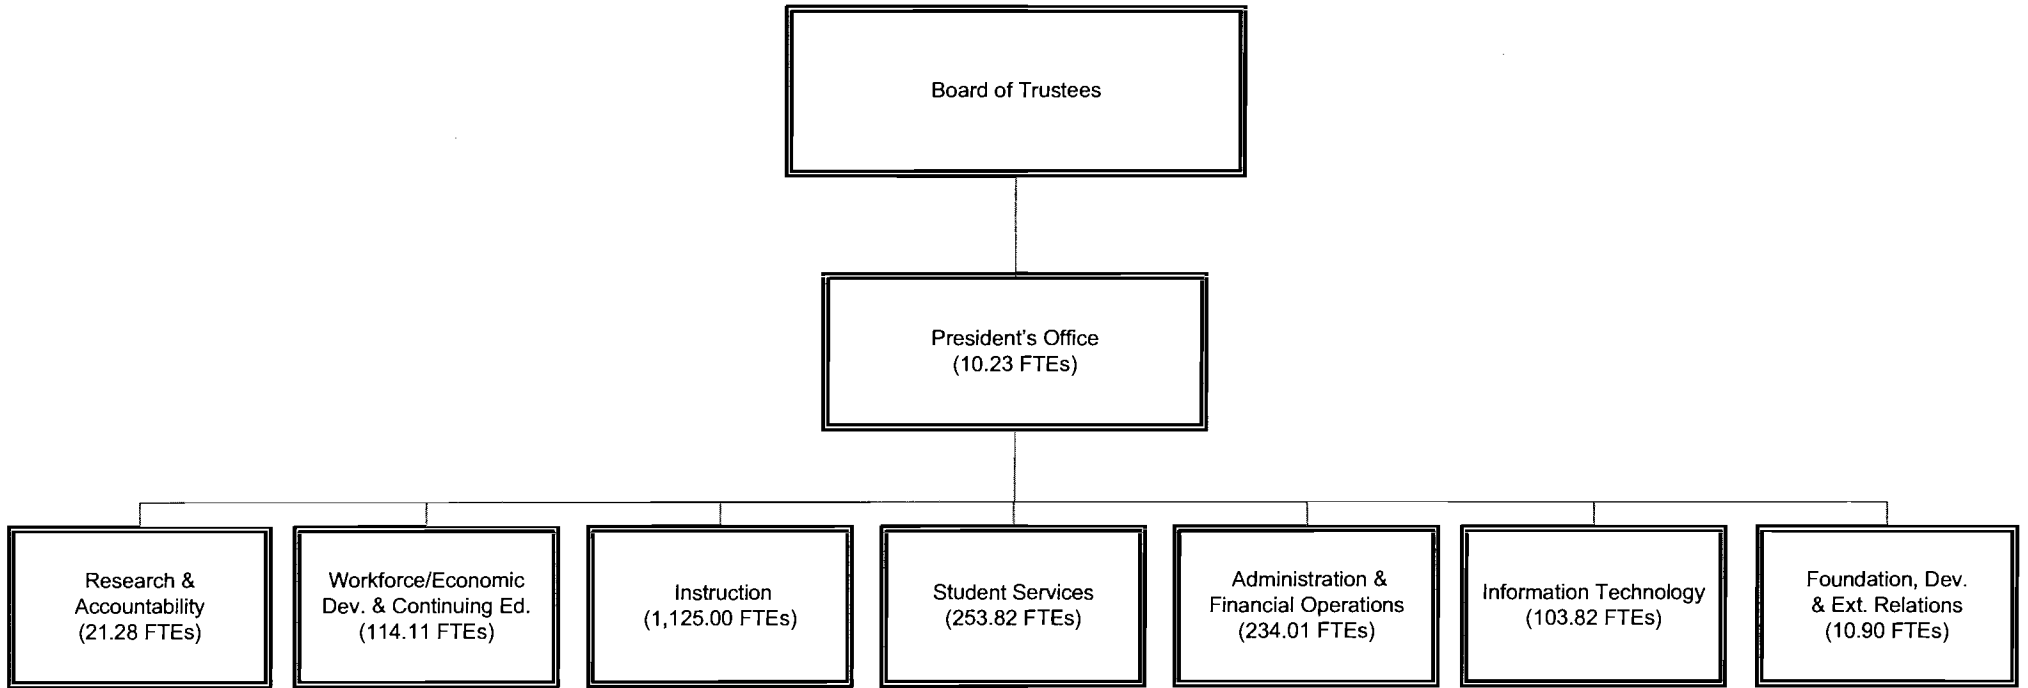 Board of Trustees
President's Office
(10.23 FTEs)
Research &
Accountability
(21.28 FTEs)
Workforce/Economic
Dev. & Continuing Ed.
(114.11 FTEs)
Instruction
(1,125.00 FTEs)
Student Services
(253.82 FTEs)
Administration &
Financial Operations
(234.01 FTEs)
Information Technology
(103.82 FTEs)
Foundation, Dev.
& Ext. Relations
(10.90 FTEs)